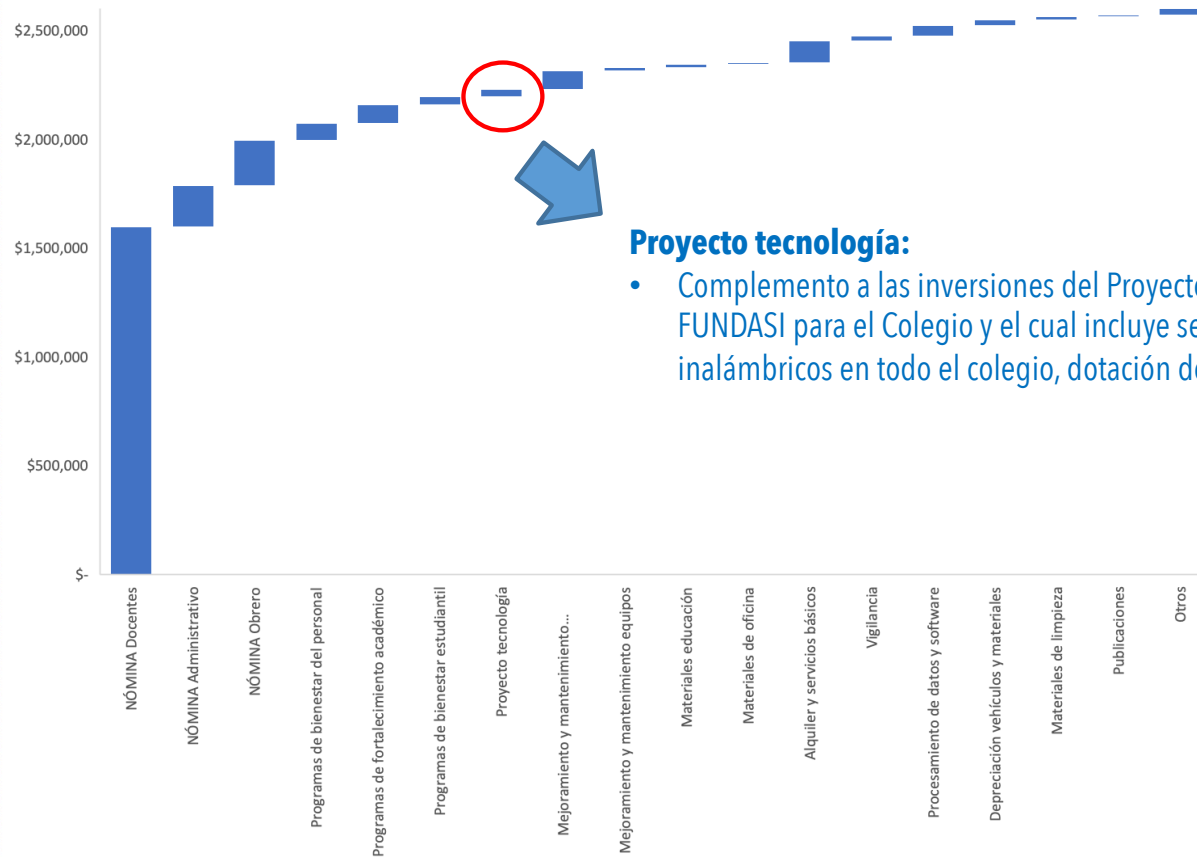 $2,500,000
$2,000,000
$1,500,000
$1,000,000
$500,000
$-
Proyecto tecnología:
• Complemento a las inversiones del Proyecto
FUNDASI para el Colegio y el cual incluye se
inalámbricos en todo el colegio, dotación de
NÓMINA Docentes
NÓMINA Administrativo
NÓMINA Obrero
Programas de bienestar del personal
Programas de fortalecimiento académico
Programas de bienestar estudiantil
Proyecto tecnología
Mejoramiento y mantenimiento...
Mejoramiento y mantenimiento equipos
Materiales educación
Materiales de oficina
Alquiler y servicios básicos
Vigilancia
Procesamiento de datos y software
Depreciación vehículos y materiales
Materiales de limpieza
Publicaciones
Otros